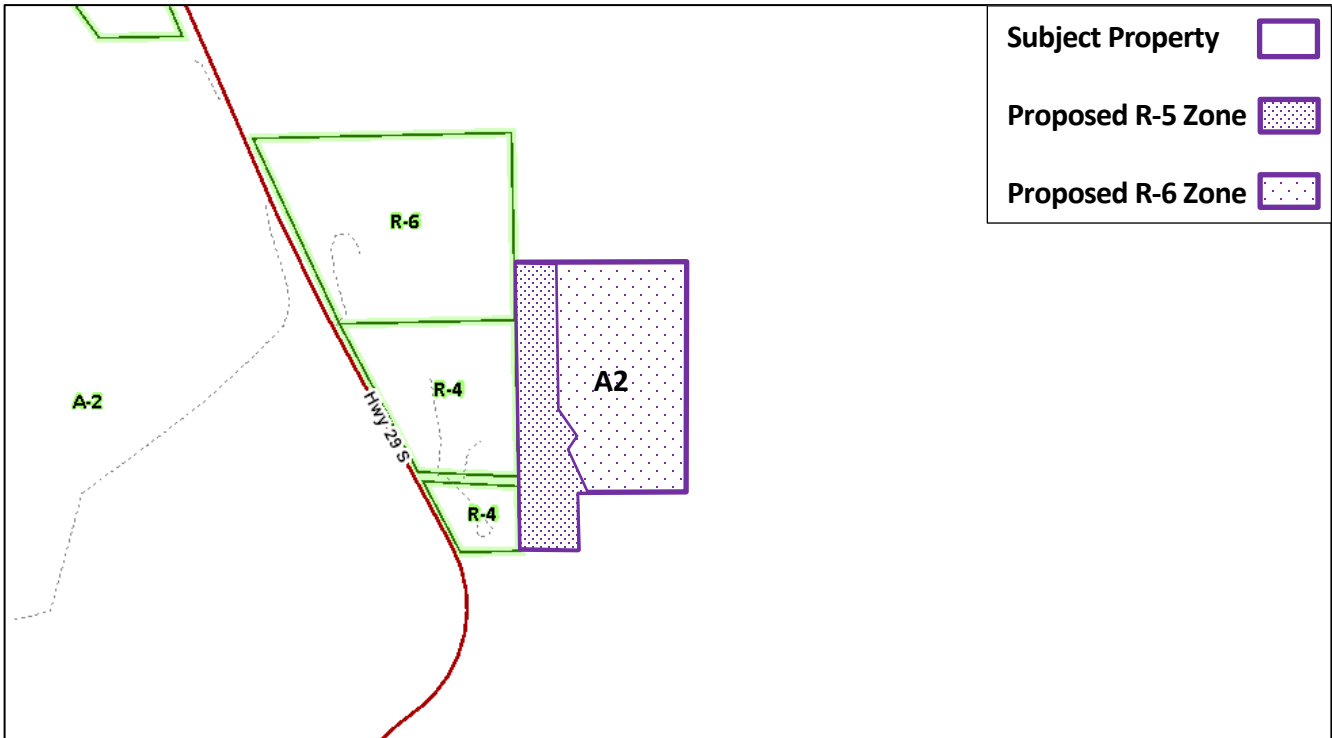 Subject Property
Proposed R-5 Zone
Proposed R-6 Zone
R-6
A2
R-4
A-2
Hwy 29 S
R-4